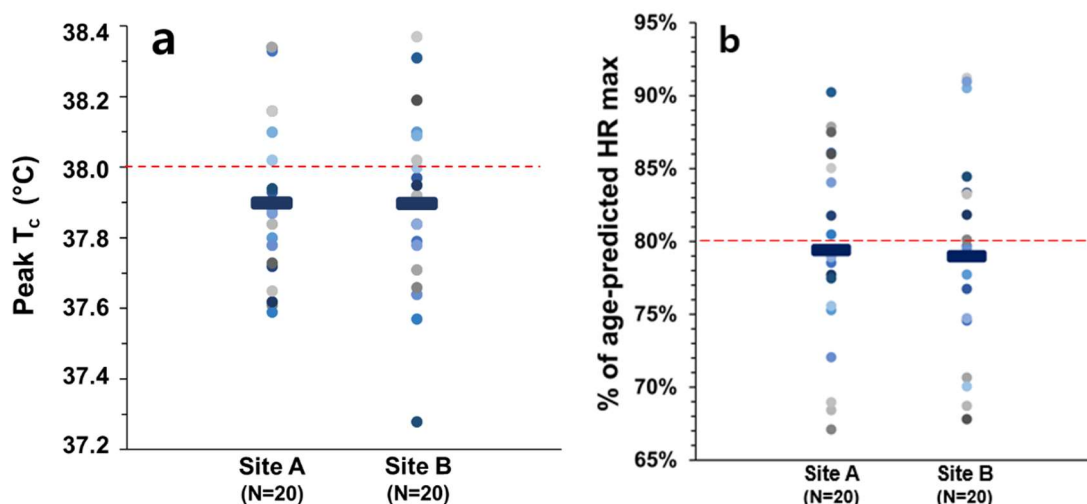 a
Peak Tc (°C)
38.4
38.2
38.0
37.8
37.6
37.4
37.2
Site A
(N=20)
Site B
(N=20)
b
% of age-predicted HR max
95%
90%
85%
80%
75%
70%
65%
Site A
(N=20)
Site B
(N=20)